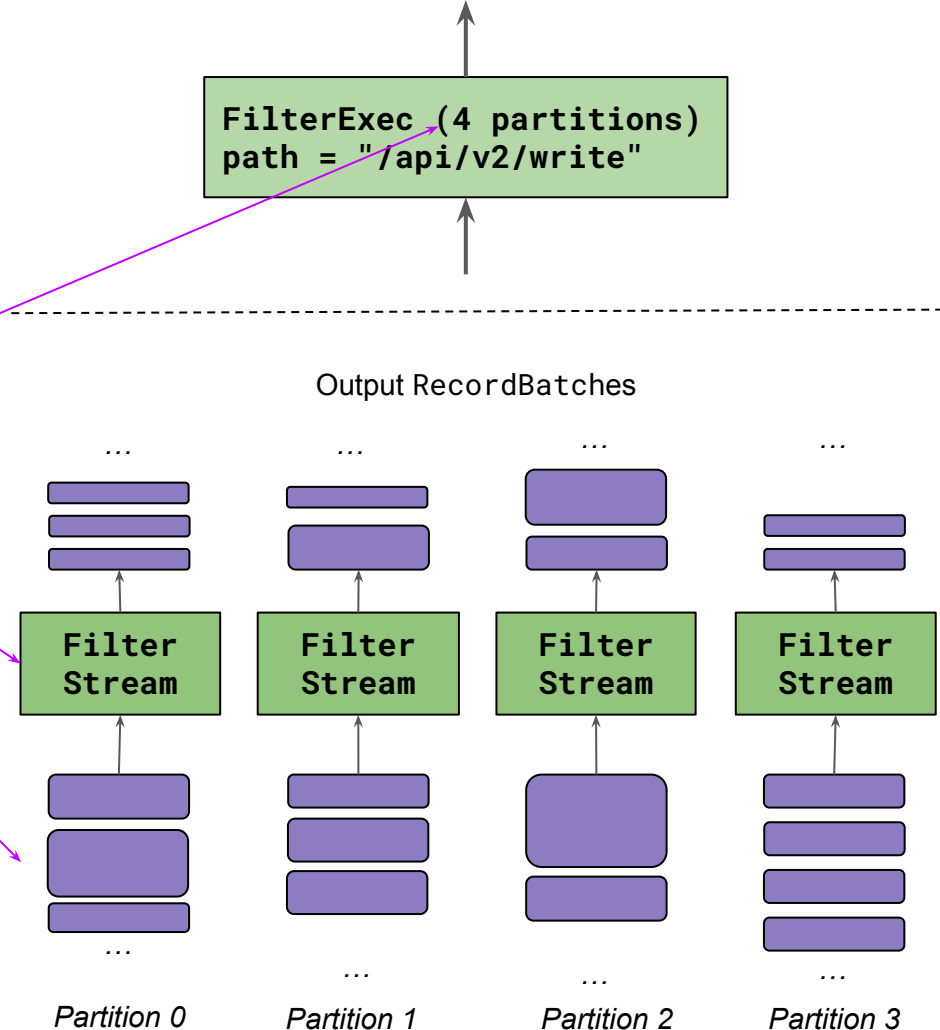 FilterExec (4 partitions)
path = "/api/v2/write"
Output RecordBatches
... ... ... ...
Filter Stream
Filter Stream
Filter Stream
Filter Stream
... ... ... ...
Partition 0
Partition 1
Partition 2
Partition 3